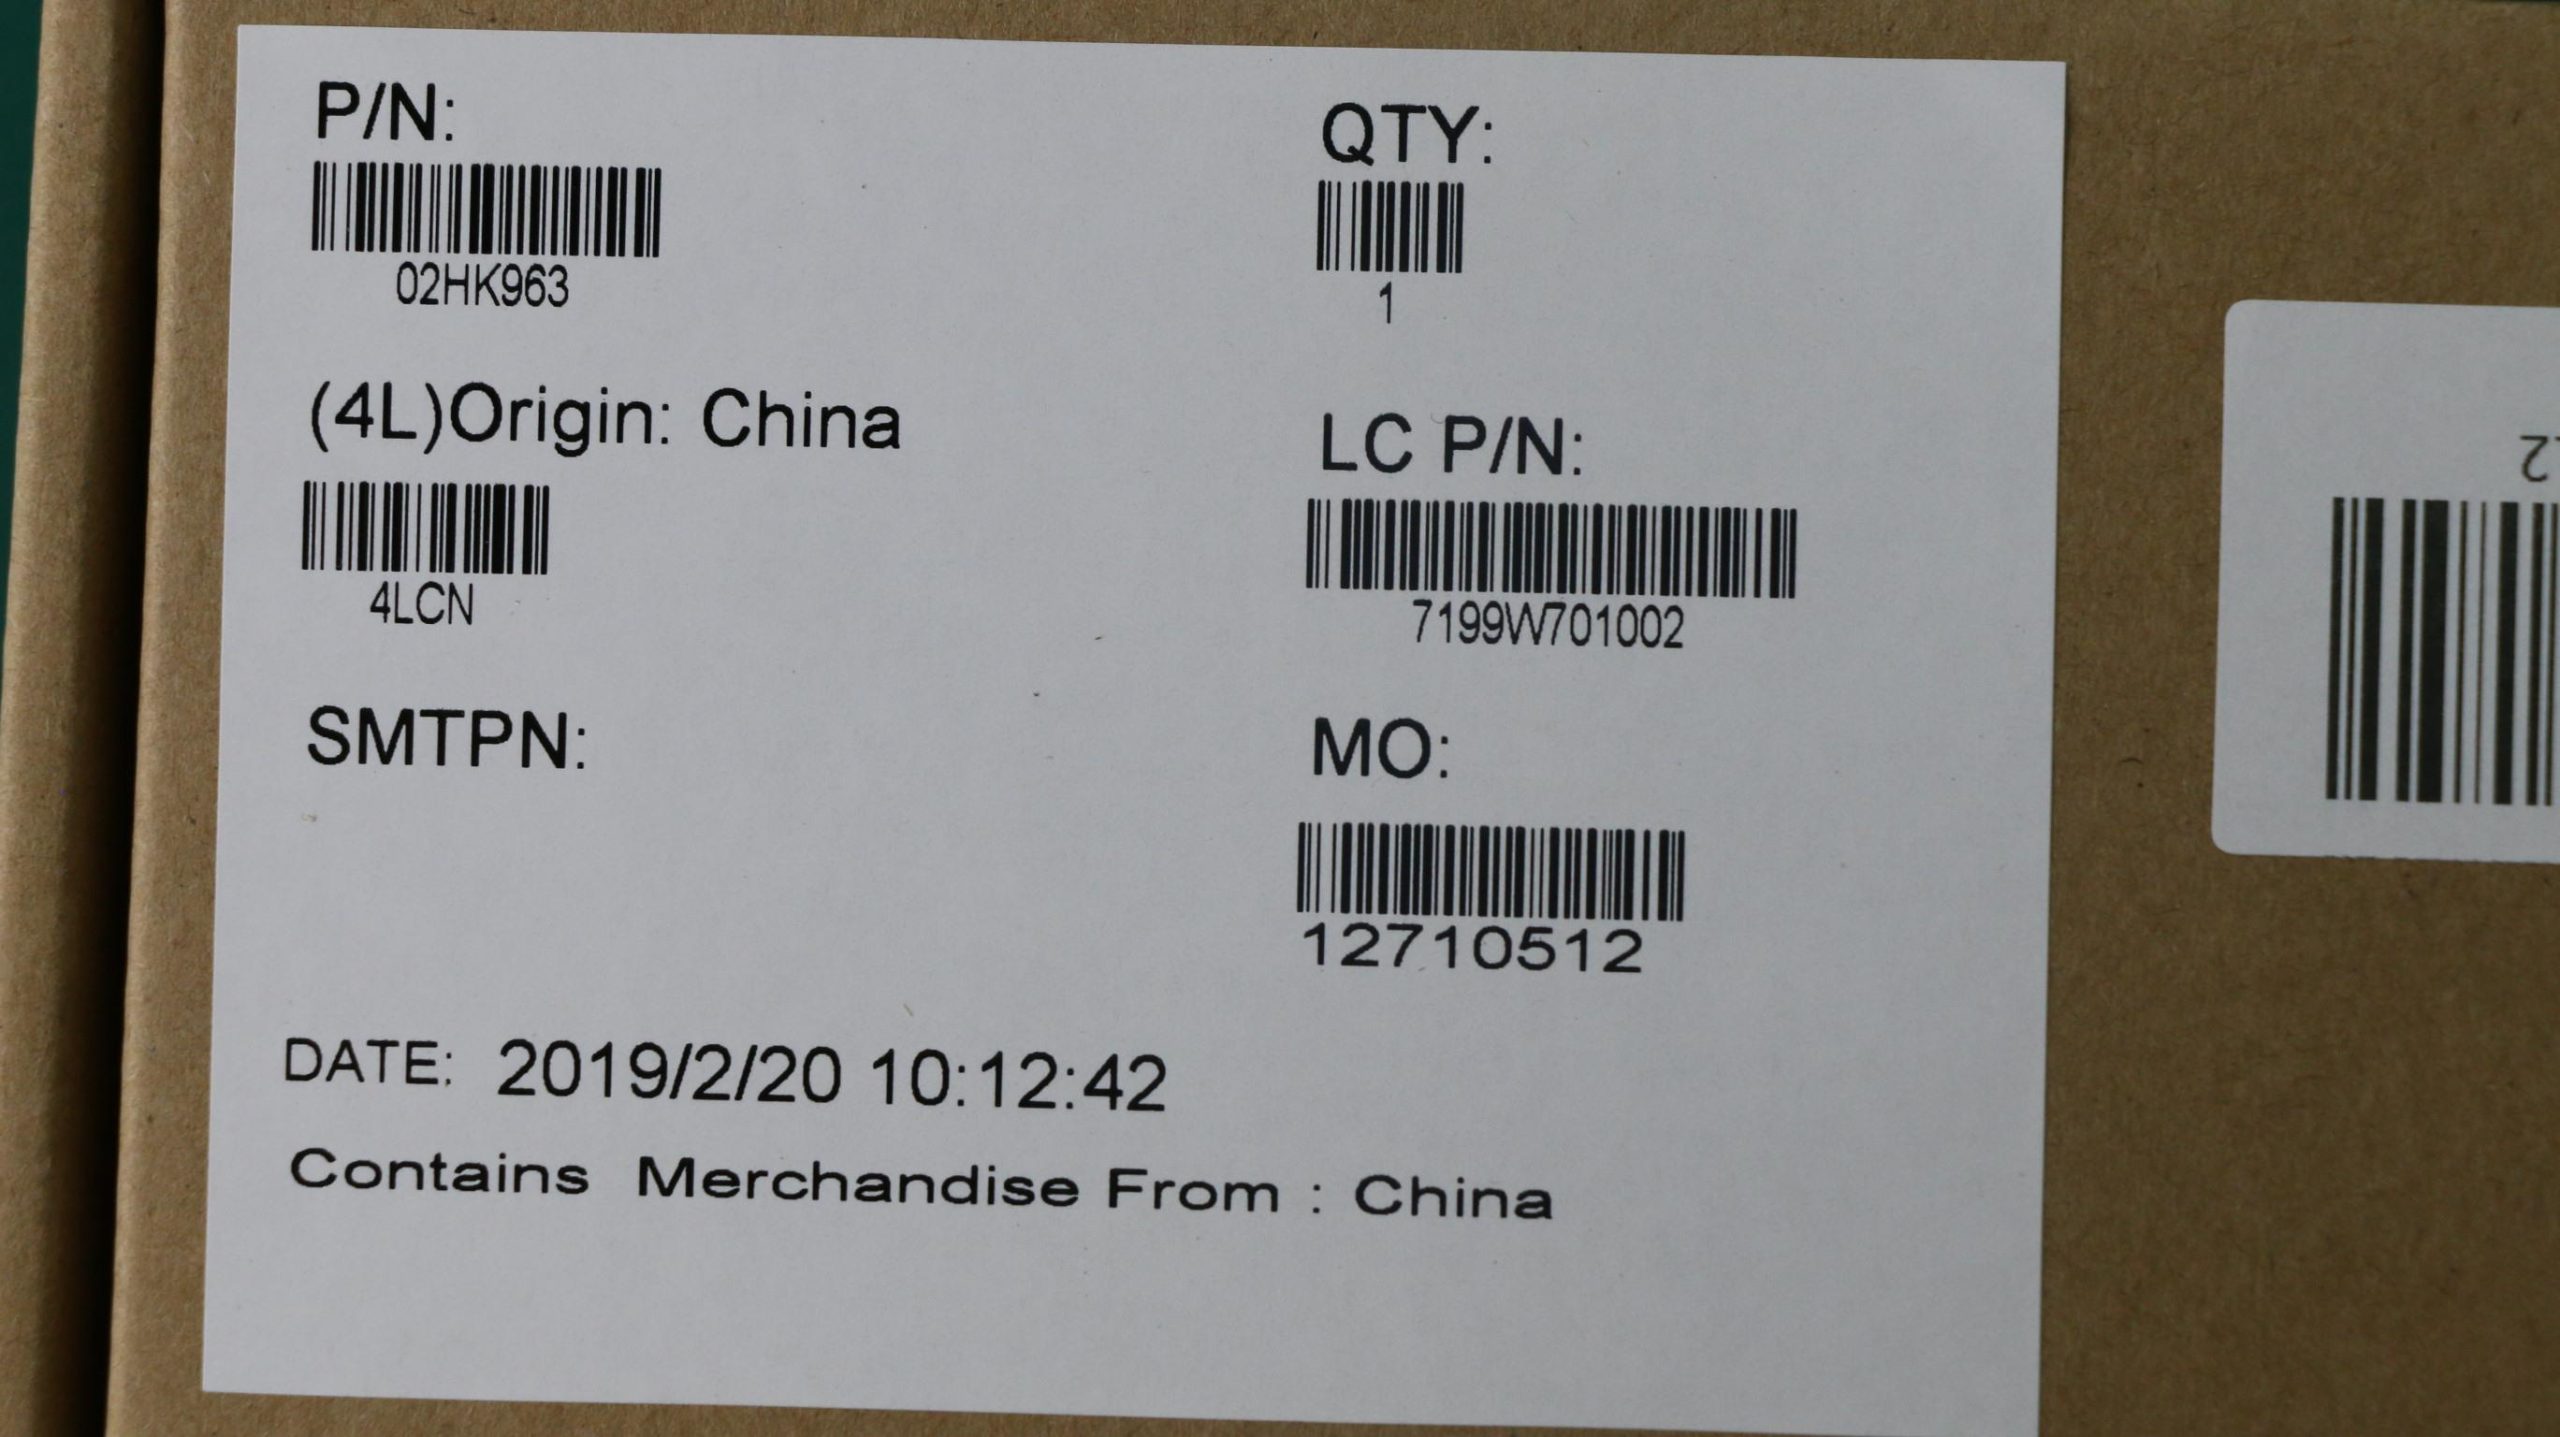 P/N:
02HK963
QTY:
1
(4L)Origin: China
4LCN
LC P/N:
7199W701002
SMTPN:
MO:
12710512
DATE: 2019/2/20 10:12:42
Contains Merchandise From : China
2